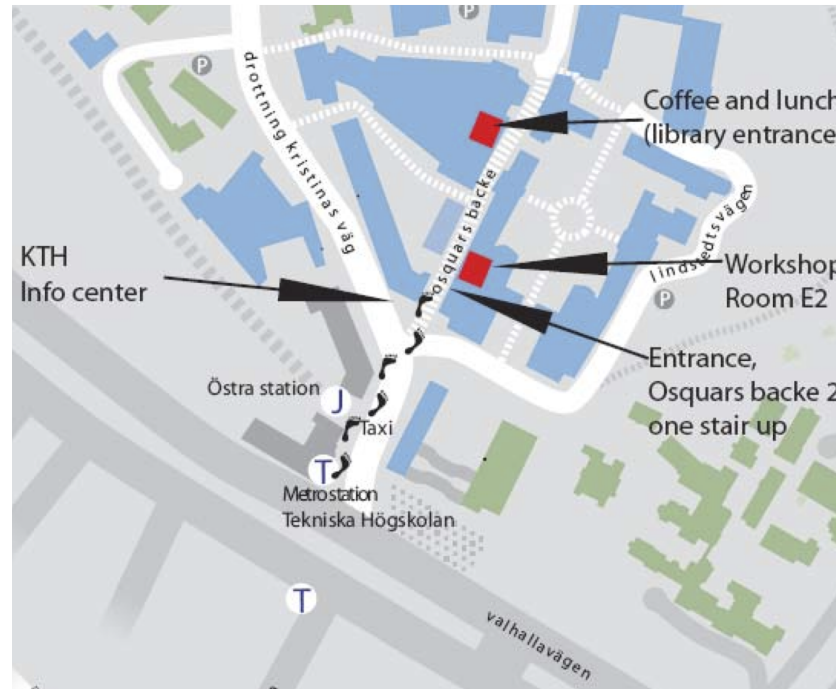 P
P
drottning kristinas väg
Coffee and lunch
(library entrance
osquars backe
KTH
Info center
lindstedtsvägen
Workshop
Room E2
P
Entrance,
Osquars backe 2
one stair up
Östra station
J
Taxi
T
Metrostation
Tekniska Högskolan
T
valhallavägen